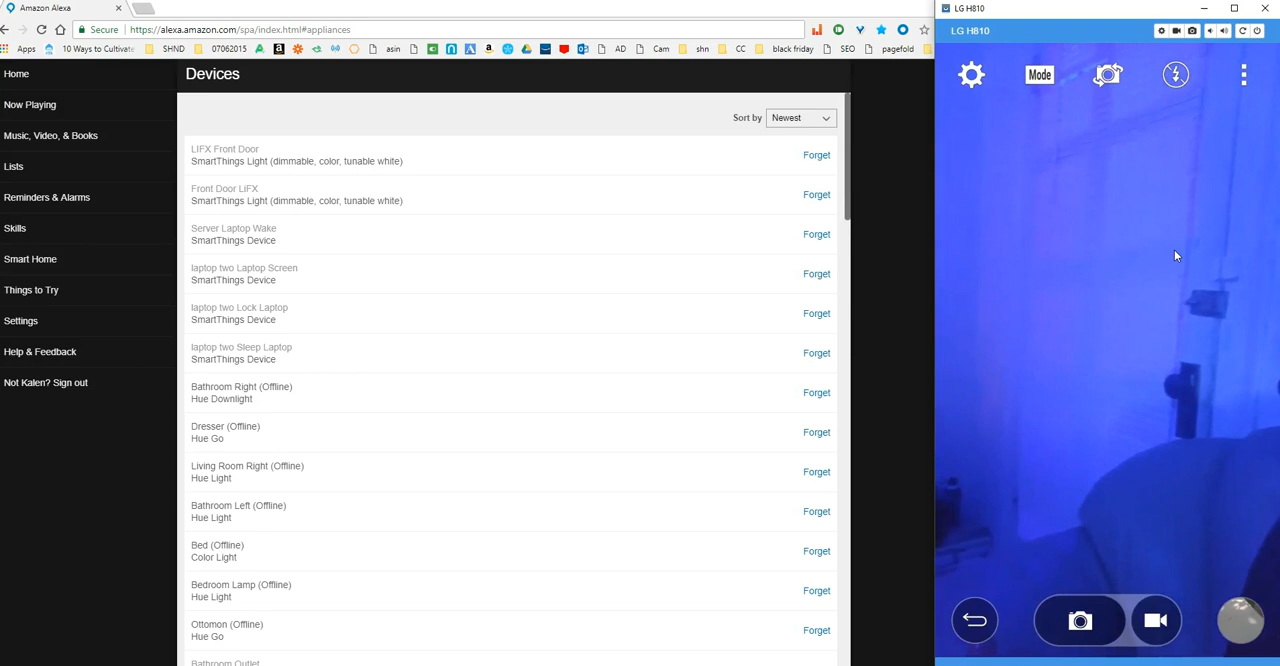 Amazon Alexa
LG H810
Secure
https://alexa.amazon.com/spa/index.html#appliances
LG H810
Apps
10 Ways to Cultivate
SHND
07062015
asin
AD
Cam
shn
CC
black friday
SEO
pagefold
Home
Now Playing
Music, Video, & Books
Lists
Reminders & Alarms
Skills
Smart Home
Things to Try
Settings
Help & Feedback
Not Kalen? Sign out
Devices
Sort by
Newest
LIFX Front Door
SmartThings Light (dimmable, color, tunable white)
Forget
Front Door LiFX
SmartThings Light (dimmable, color, tunable white)
Forget
Server Laptop Wake
SmartThings Device
Forget
laptop two Laptop Screen
SmartThings Device
Forget
laptop two Lock Laptop
SmartThings Device
Forget
laptop two Sleep Laptop
SmartThings Device
Forget
Bathroom Right (Offline)
Hue Downlight
Forget
Dresser (Offline)
Hue Go
Forget
Living Room Right (Offline)
Hue Light
Forget
Bathroom Left (Offline)
Hue Light
Forget
Bed (Offline)
Color Light
Forget
Bedroom Lamp (Offline)
Hue Light
Forget
Ottomon (Offline)
Hue Go
Forget
Bathroom Outlet
Mode